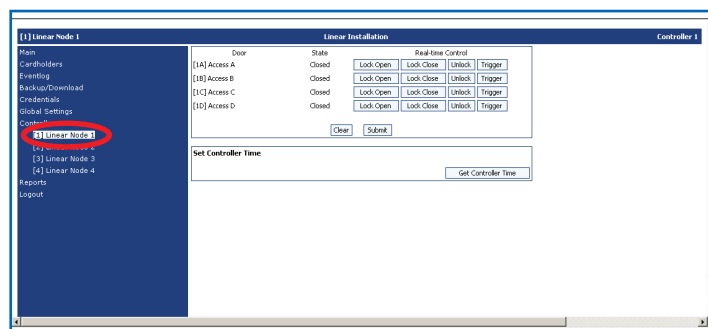 [1] Linear Node 1 Linear Installation Controller 1
Main
Cardholders
Eventlog
Backup/Download
Credentials
Global Settings
[1] Linear Node 1
[3] Linear Node 3
[4] Linear Node 4
Reports
Logout
Door State Real-time Control
[1A] Access A Closed Lock Open Lock Close Unlock Trigger
[1B] Access B Closed Lock Open Lock Close Unlock Trigger
[1C] Access C Closed Lock Open Lock Close Unlock Trigger
[1D] Access D Closed Lock Open Lock Close Unlock Trigger
Clear Submit
Set Controller Time
Get Controller Time